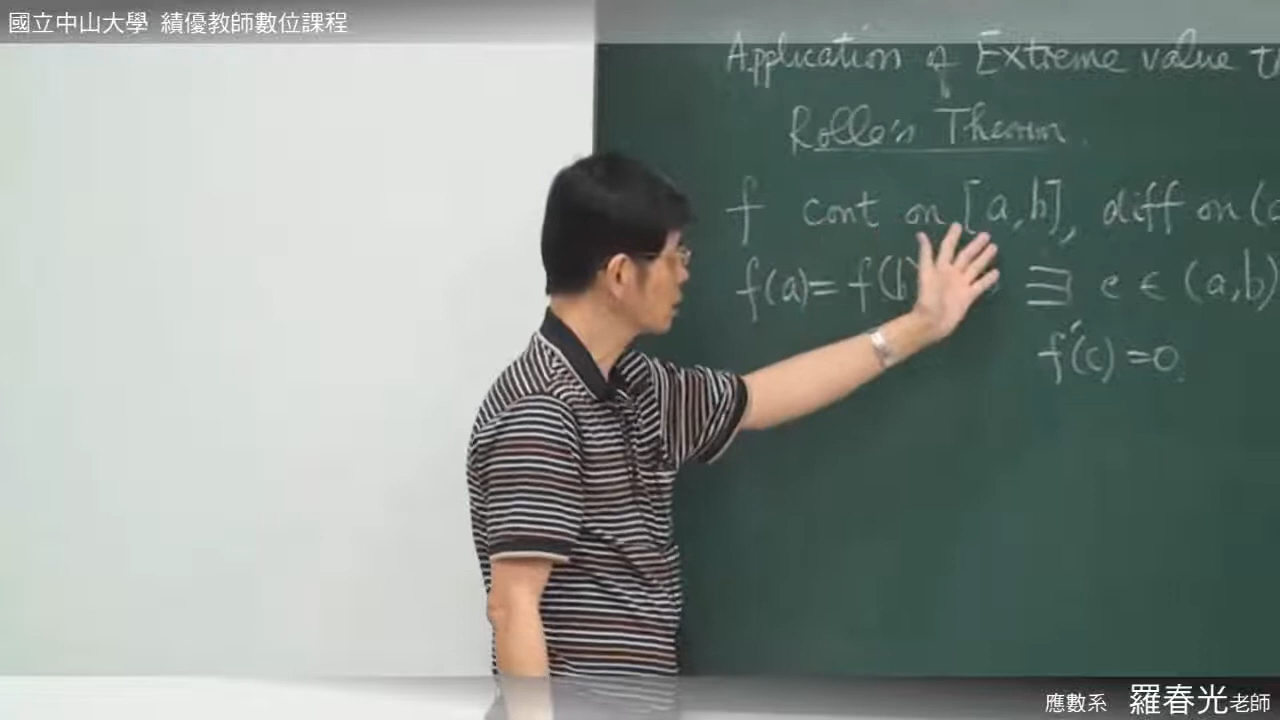 國立中山大學 績優教師數位課程
Application of Extreme value
Rolle's Theorem.
f cont on [a,b], diff on (a
f(a)=f(b) ∃ c ∈ (a,b)
f'(c)=0.
應數系 羅春光老師